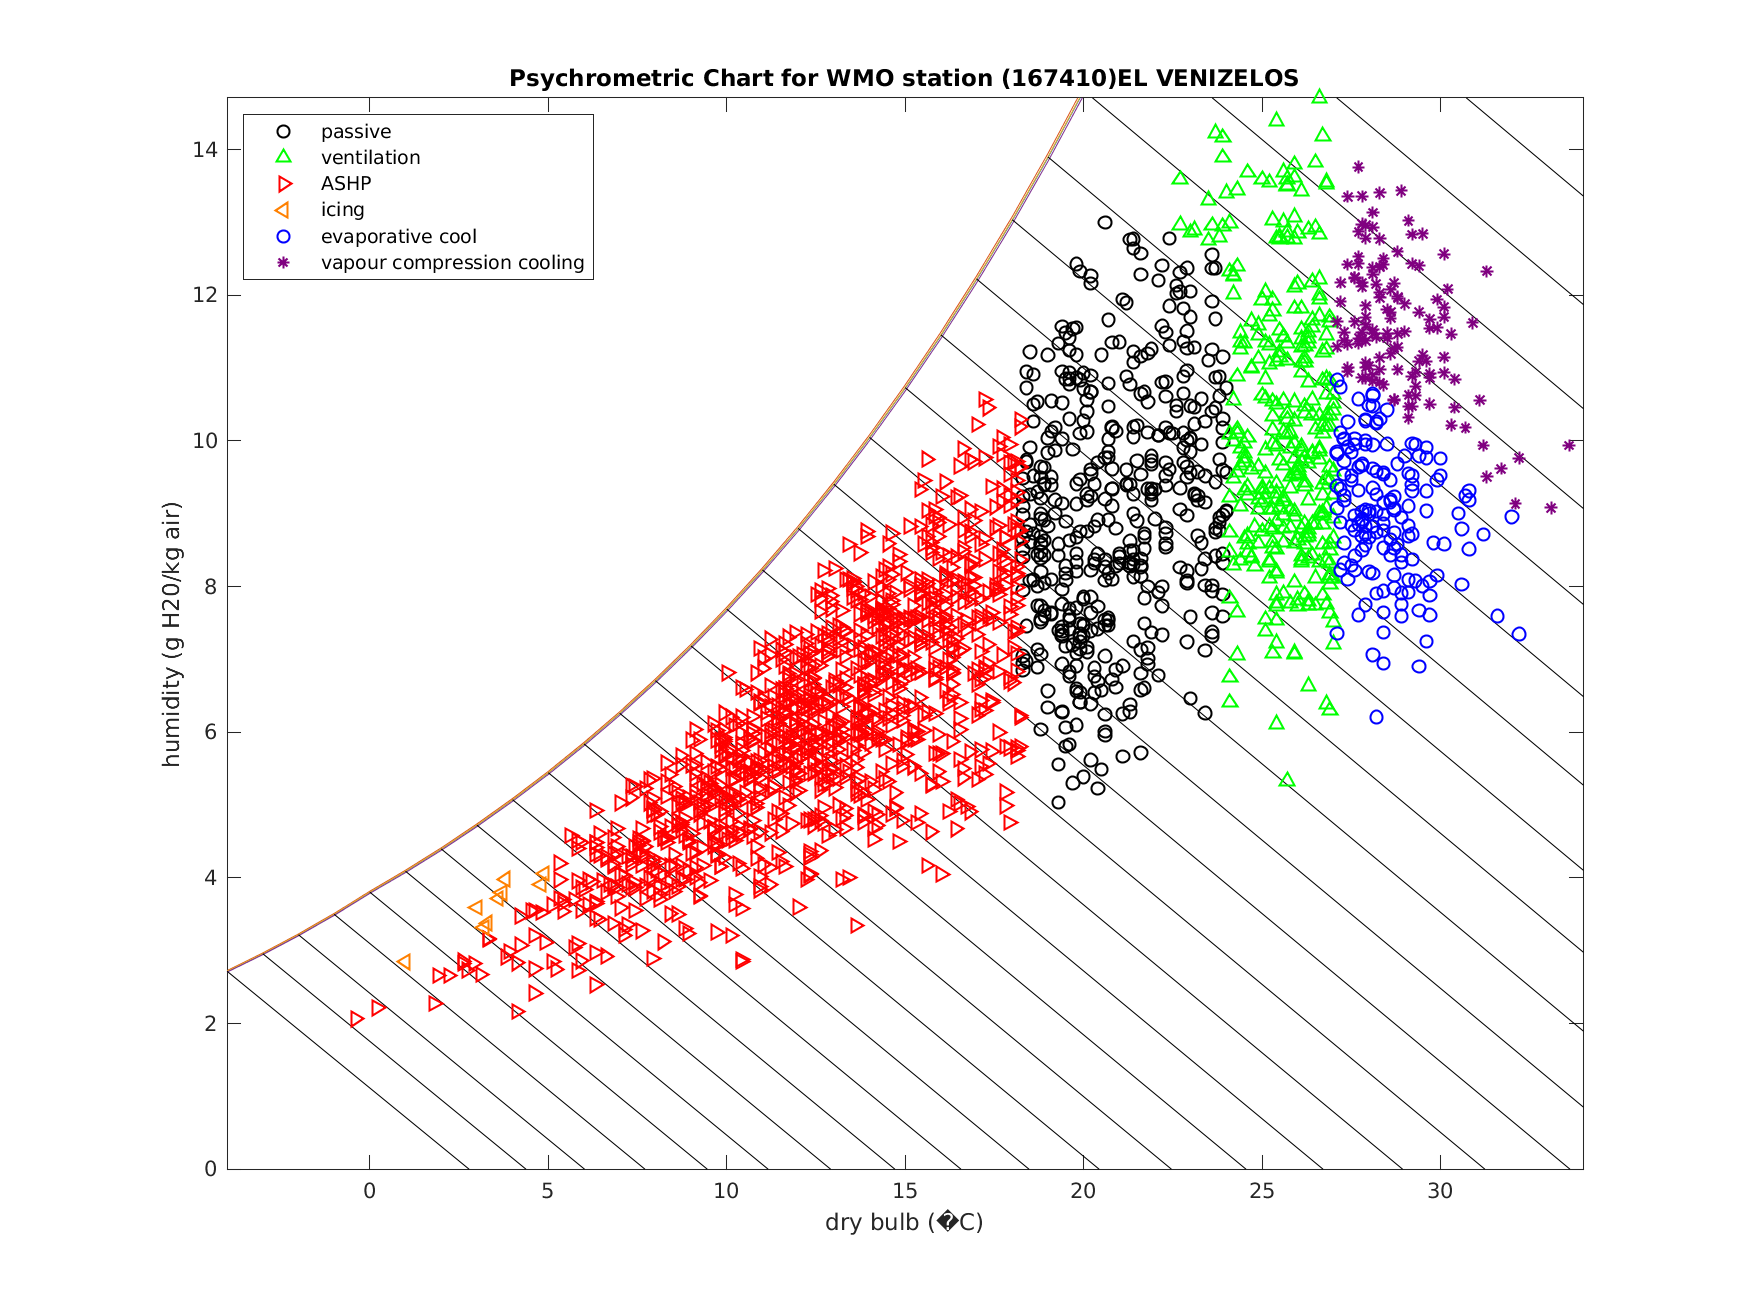 Psychrometric Chart for WMO station (167410)EL VENIZELOS
passive
ventilation
ASHP
icing
evaporative cool
vapour compression cooling
humidity (g H20/kg air)
14
12
10
8
6
4
2
0
0 5 10 15 20 25 30
dry bulb (�C)